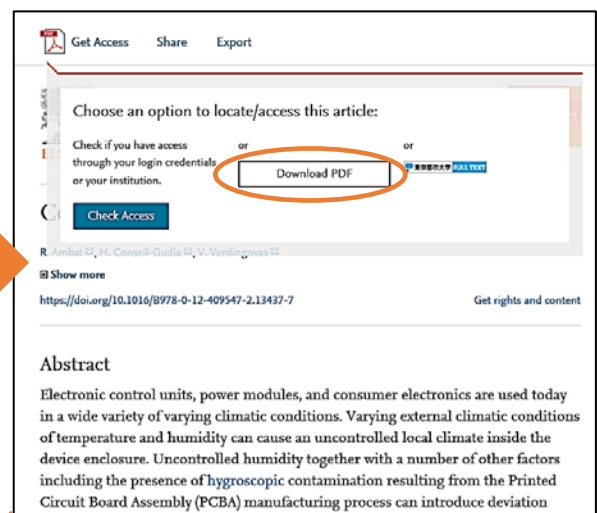 Get Access Share Export
Choose an option to locate/access this article:
Check if you have access
through your login credentials
or your institution.
or
Download PDF
or
東京都市大学 FULL TEXT
Check Access
R. Ambat, H. Conseil-Gudla, V. Verdingovas
Show more
https://doi.org/10.1016/B978-0-12-409547-2.13437-7 Get rights and content
Abstract
Electronic control units, power modules, and consumer electronics are used today
in a wide variety of varying climatic conditions. Varying external climatic conditions
of temperature and humidity can cause an uncontrolled local climate inside the
device enclosure. Uncontrolled humidity together with a number of other factors
including the presence of hygroscopic contamination resulting from the Printed
Circuit Board Assembly (PCBA) manufacturing process can introduce deviation